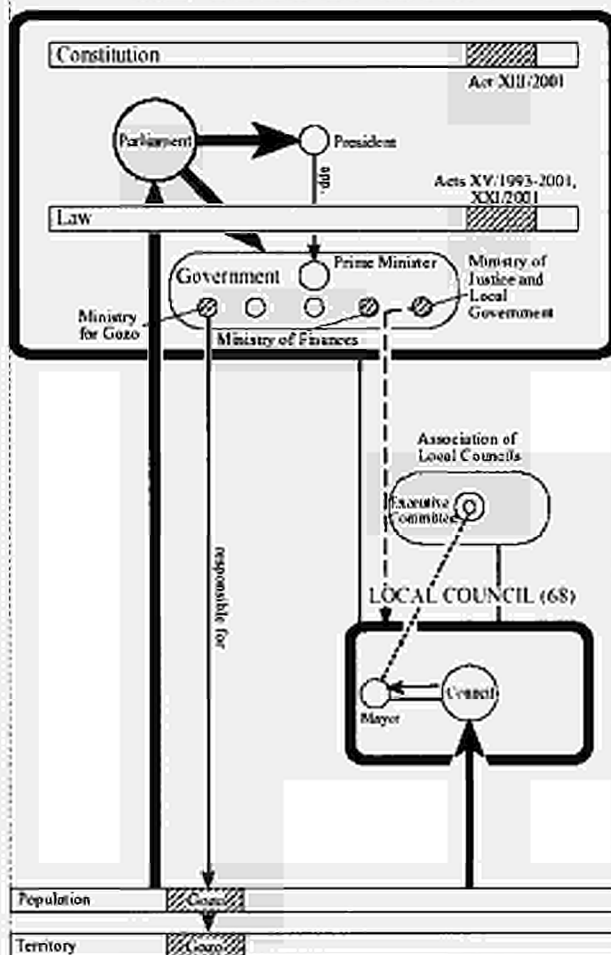 Constitution
Act XIII/2001
Parliament
President
app.
Acts XV/1993-2001,
XXI/2001
Law
Government
Prime Minister
Ministry of
Justice and
Local
Government
Ministry
for Gozo
Ministry of Finances
Association of
Local Councils
Executive
Committee
responsible for
LOCAL COUNCIL (68)
Council
Mayor
Population
Gozo
Territory
Gozo